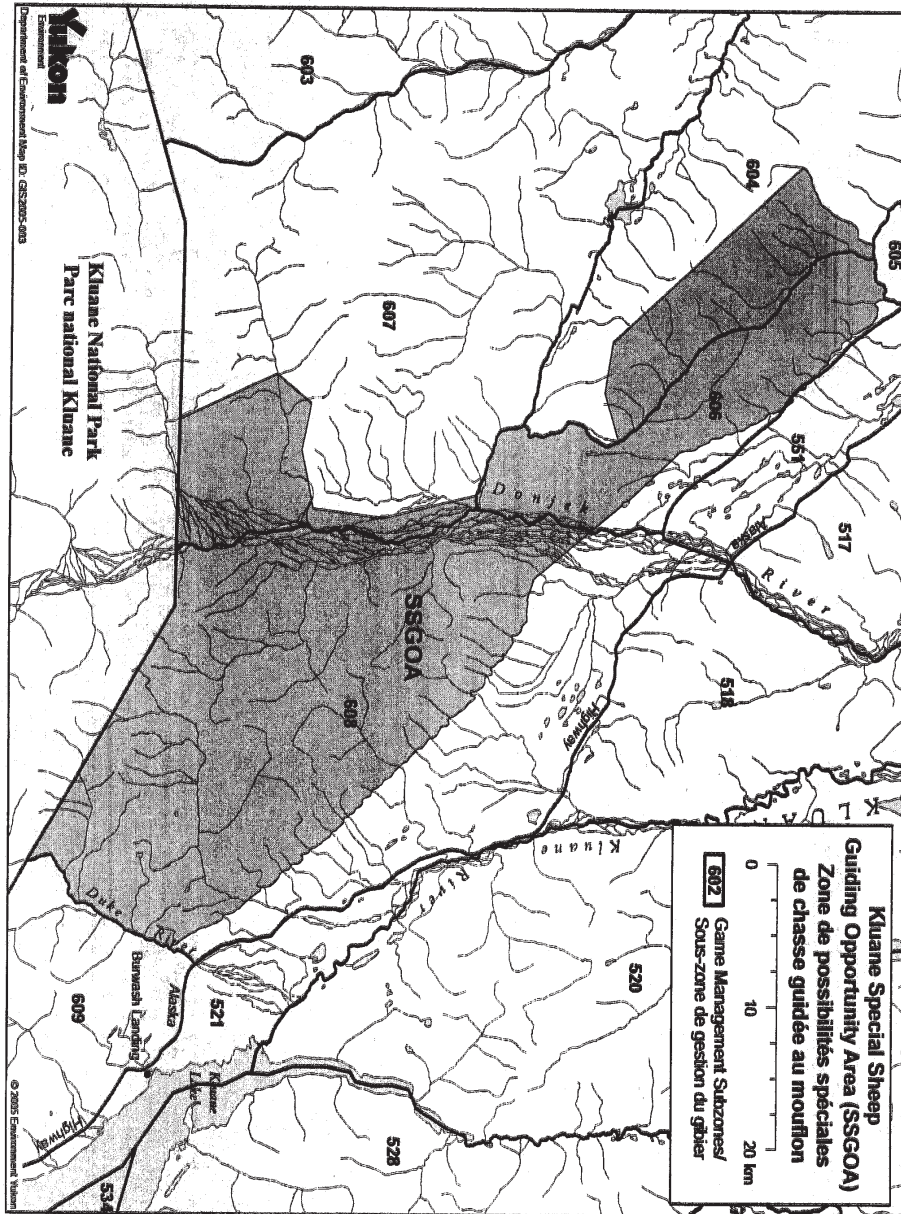 Kluane Special Sheep
Guiding Opportunity Area (SSGOA)
Zone de possibilités spéciales
de chasse guidée au mouflon
0
10
20 km
602
Game Management Subzones/
Sous-zone de gestion du gibier
605
604
603
606
551
517
607
518
Donjek
River
Alaska
Highway
SSGOA
608
520
Kluane
River
K L U A
Duke
River
Burwash Landing
Alaska
Highway
521
609
Kluane
Lake
528
534
Kluane National Park
Parc national Kluane
Yukon
Environment
Department of Environment Map ID: GIS2005-003
© 2005 Environment Yukon